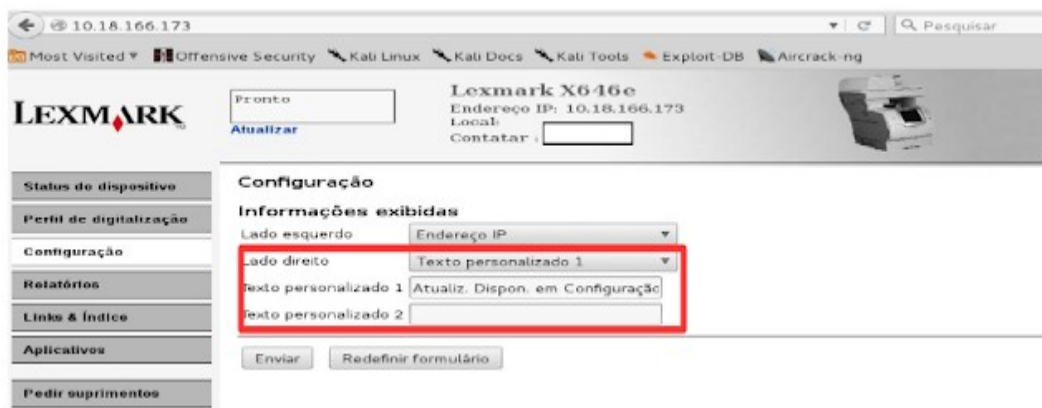 10.18.166.173
Pesquisar
Most Visited Offensive Security Kali Linux Kali Docs Kali Tools Exploit-DB Aircrack-ng
LEXMARK
Pronto
Atualizar
Lexmark X646e
Endereço IP: 10.18.166.173
Local:
Contatar :
Status do dispositivo
Perfil de digitalização
Configuração
Relatórios
Links & Índice
Aplicativos
Pedir suprimentos
Configuração
Informações exibidas
Lado esquerdo Endereço IP
Lado direito Texto personalizado 1
Texto personalizado 1 Atualiz. Dispon. em Configuração
Texto personalizado 2
Enviar Redefinir formulário